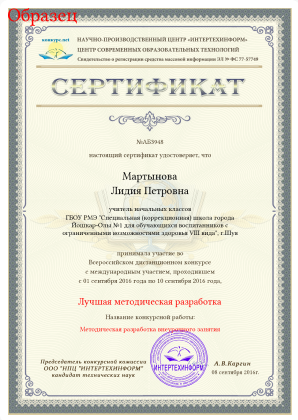 Образец
конкурс.net
НАУЧНО-ПРОИЗВОДСТВЕННЫЙ ЦЕНТР «ИНТЕРТЕХИНФОРМ»
ЦЕНТР СОВРЕМЕННЫХ ОБРАЗОВАТЕЛЬНЫХ ТЕХНОЛОГИЙ
Свидетельство о регистрации средства массовой информации ЭЛ № ФС 77-57749
СЕРТИФИКАТ
№АБ3948
настоящий сертификат удостоверяет, что
Мартынова
Лидия Петровна
учитель начальных классов
ГБОУ РМЭ "Специальная (коррекционная) школа города
Йошкар-Олы №1 для обучающихся воспитанников с
ограниченными возможностями здоровья VIII вида", г.Шуя
принимала участие во
Всероссийском дистанционном конкурсе
с международным участием, проходившем
с 01 сентября 2016 года по 10 сентября 2016 года,
Лучшая методическая разработка
Название конкурсной работы:
Методическая разработка внеурочного занятия
Председатель конкурсной комиссии
ООО "НПЦ "ИНТЕРТЕХИНФОРМ"
кандидат технических наук
ИНТЕРТЕХИНФОРМ
А.В.Каргин
08 сентября 2016г.